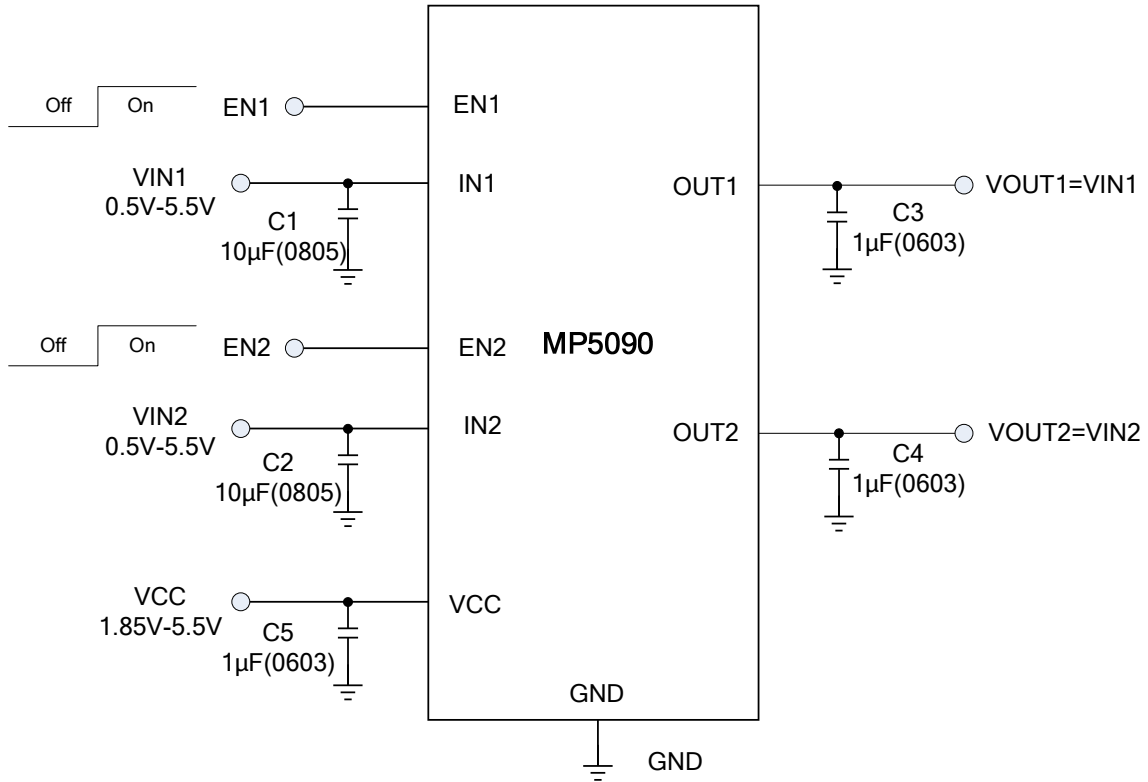 Off
On
EN1
EN1
VIN1
0.5V-5.5V
IN1
C1
10µF(0805)
OUT1
VOUT1=VIN1
C3
1µF(0603)
Off
On
EN2
EN2
MP5090
VIN2
0.5V-5.5V
IN2
C2
10µF(0805)
OUT2
VOUT2=VIN2
C4
1µF(0603)
VCC
1.85V-5.5V
VCC
C5
1µF(0603)
GND
GND